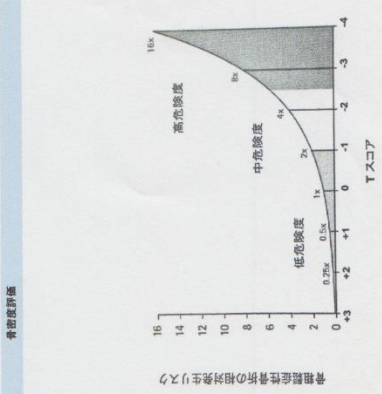 骨密度評価
骨粗鬆症性骨折の相対発生リスク
16
14
12
10
8
6
4
2
0
16x
8x
4x
2x
1x
0.5x
0.25x
高危険度
中危険度
低危険度
+3
+2
+1
0
-1
-2
-3
-4
Tスコア